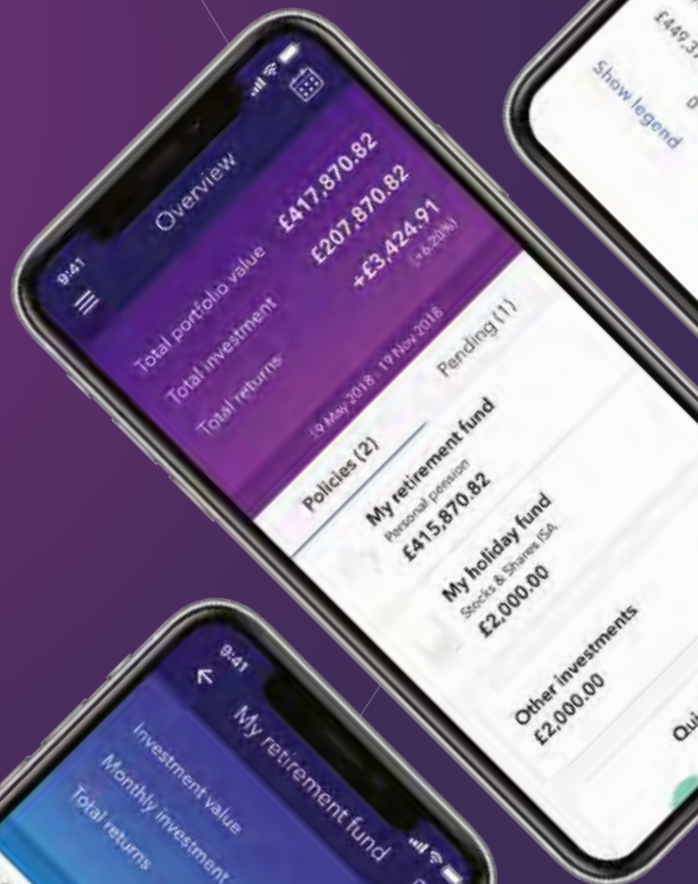 9:41
Overview
Total portfolio value £417,870.82
Total investment £207,870.82
Total returns +£3,424.91
(+6.20%)
19 May 2018 - 19 Nov 2018
Policies (2) Pending (1)
My retirement fund
Personal pension
£415,870.82
My holiday fund
Stocks & Shares ISA
£2,000.00
Other investments
£2,000.00
Show legend
9:41
My retirement fund
Investment value
Monthly investment
Total returns